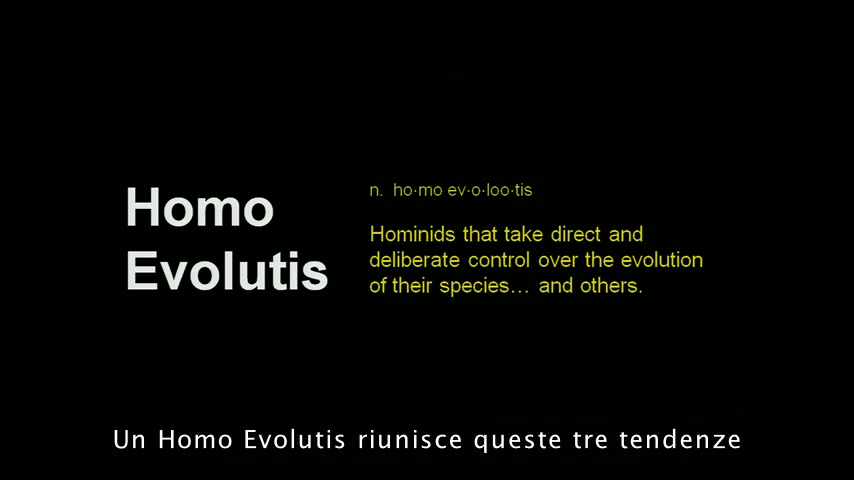 Homo
Evolutis
n. ho·mo ev·o·loo·tis
Hominids that take direct and
deliberate control over the evolution
of their species… and others.
Un Homo Evolutis riunisce queste tre tendenze